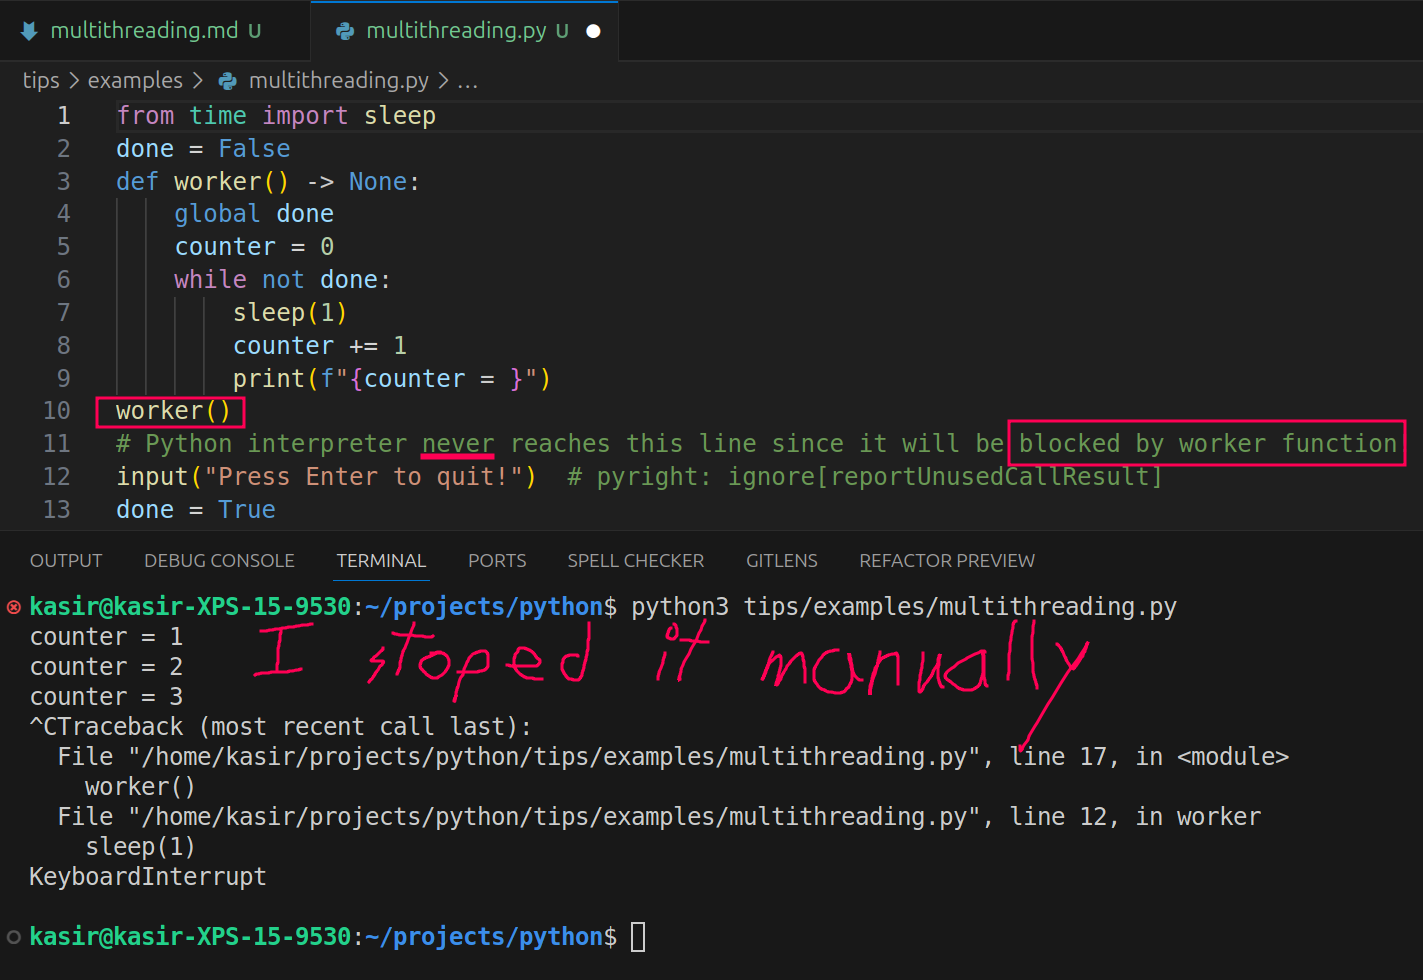 multithreading.md U
multithreading.py U
tips > examples > multithreading.py > ...
1 from time import sleep
2 done = False
3 def worker() -> None:
4     global done
5     counter = 0
6     while not done:
7         sleep(1)
8         counter += 1
9         print(f"{counter = }")
10 worker()
11 # Python interpreter never reaches this line since it will be blocked by worker function
12 input("Press Enter to quit!")  # pyright: ignore[reportUnusedCallResult]
13 done = True
OUTPUT DEBUG CONSOLE TERMINAL PORTS SPELL CHECKER GITLENS REFACTOR PREVIEW
kasir@kasir-XPS-15-9530:~/projects/python$ python3 tips/examples/multithreading.py
counter = 1
counter = 2
counter = 3
I stoped it manually
^CTraceback (most recent call last):
  File "/home/kasir/projects/python/tips/examples/multithreading.py", line 17, in <module>
    worker()
  File "/home/kasir/projects/python/tips/examples/multithreading.py", line 12, in worker
    sleep(1)
KeyboardInterrupt
kasir@kasir-XPS-15-9530:~/projects/python$